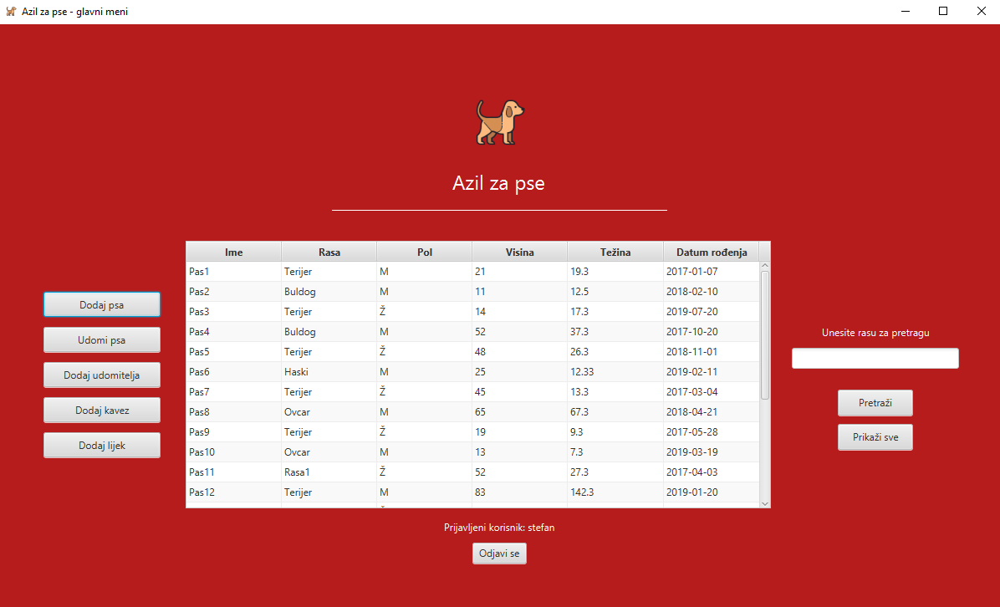 Azil za pse - glavni meni
Azil za pse
Dodaj psa
Udomi psa
Dodaj udomitelja
Dodaj kavez
Dodaj lijek
Ime Rasa Pol Visina Težina Datum rođenja
Pas1 Terijer M 21 19.3 2017-01-07
Pas2 Buldog M 11 12.5 2018-02-10
Pas3 Terijer Ž 14 17.3 2019-07-20
Pas4 Buldog M 52 37.3 2017-10-20
Pas5 Terijer Ž 48 26.3 2018-11-01
Pas6 Haski M 25 12.33 2019-02-11
Pas7 Terijer Ž 45 13.3 2017-03-04
Pas8 Ovcar M 65 67.3 2018-04-21
Pas9 Terijer Ž 19 9.3 2017-05-28
Pas10 Ovcar M 13 7.3 2019-03-19
Pas11 Rasa1 Ž 52 27.3 2017-04-03
Pas12 Terijer M 83 142.3 2019-01-20
Unesite rasu za pretragu
Pretraži
Prikaži sve
Prijavljeni korisnik: stefan
Odjavi se